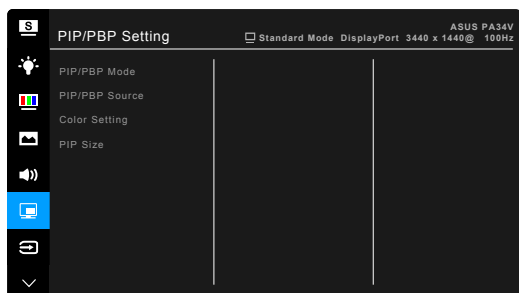 S
ASUS PA34V
PIP/PBP Setting
Standard Mode DisplayPort 3440 x 1440@ 100Hz
PIP/PBP Mode
PIP/PBP Source
Color Setting
PIP Size